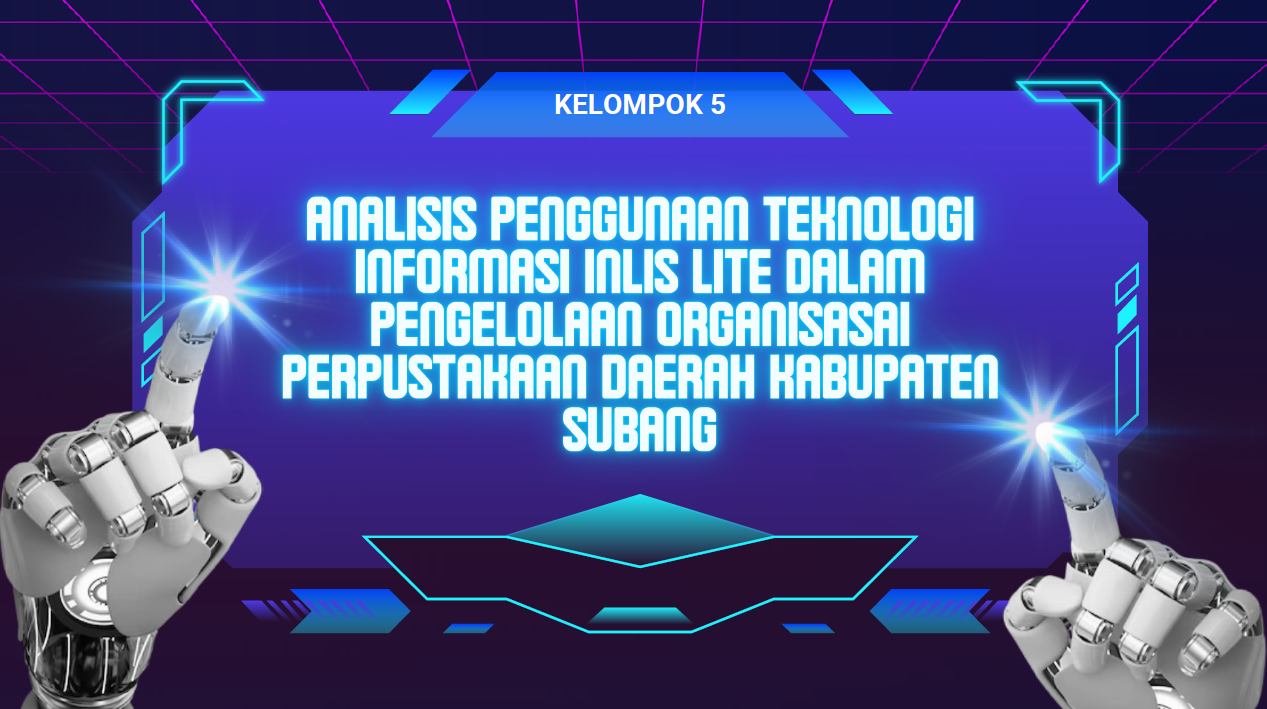 KELOMPOK 5
ANALISIS PENGGUNAAN TEKNOLOGI
INFORMASI INLIS LITE DALAM
PENGELOLAAN ORGANISASAI
PERPUSTAKAAN DAERAH KABUPATEN
SUBANG